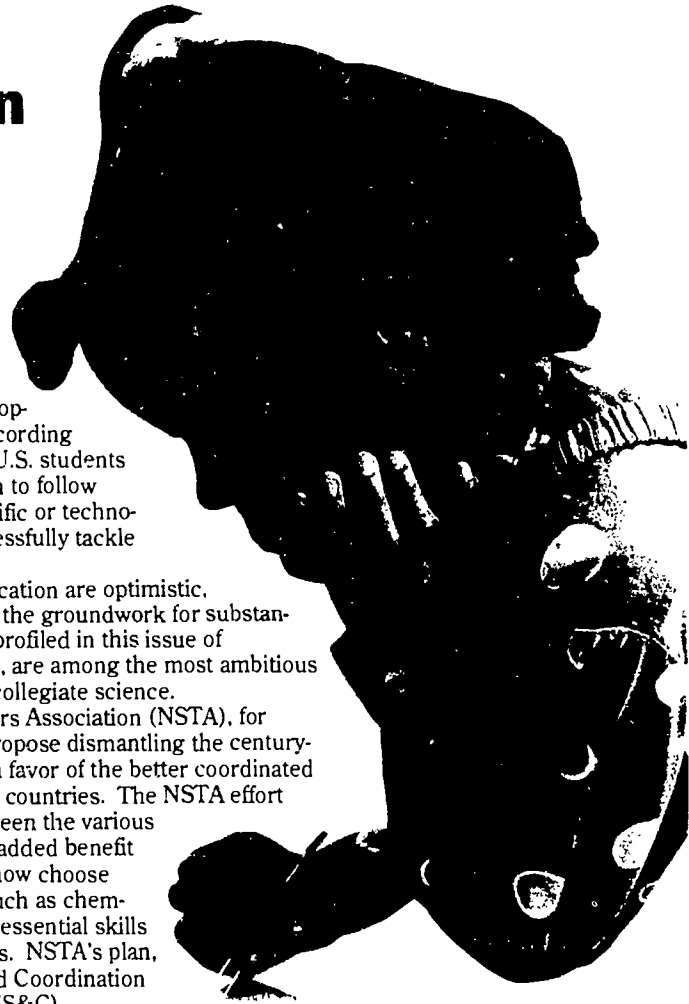 n
op-
cording
U.S. students
to follow
ific or techno-
essfully tackle
cation are optimistic,
the groundwork for substan-
profiled in this issue of
, are among the most ambitious
collegiate science.
rs Association (NSTA), for
ropose dismantling the century-
favor of the better coordinated
countries. The NSTA effort
een the various
added benefit
now choose
uch as chem-
essential skills
s. NSTA's plan,
d Coordination